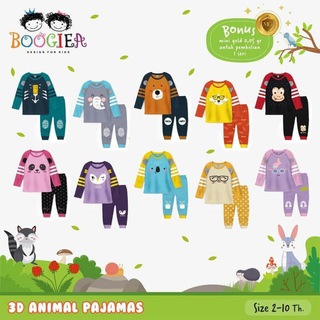 BOOGIEA
DESIGN FOR KIDS
Bonus
mini gold 0,05 gr
untuk pembelian
1 seri
3D ANIMAL PAJAMAS
Size 2-10 Th.